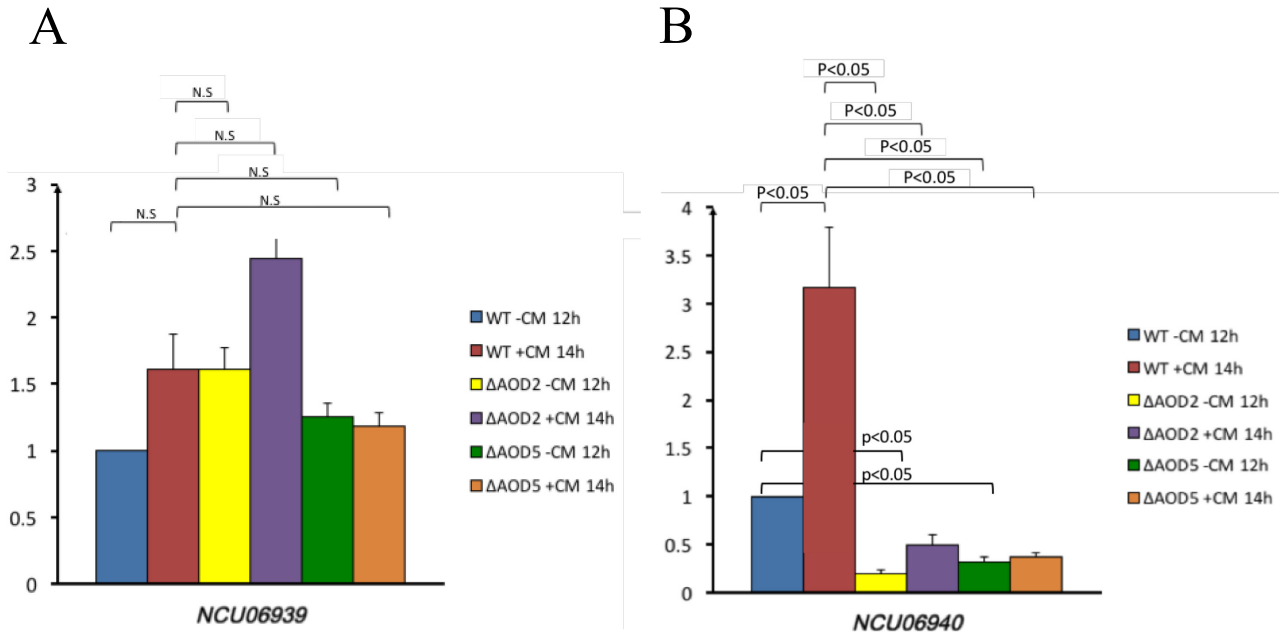 A
N.S
N.S
N.S
N.S
N.S
3
2.5
2
1.5
1
0.5
0
WT -CM 12h
WT +CM 14h
ΔAOD2 -CM 12h
ΔAOD2 +CM 14h
ΔAOD5 -CM 12h
ΔAOD5 +CM 14h
NCU06939
B
P<0.05
P<0.05
P<0.05
P<0.05
P<0.05
4
3.5
3
2.5
2
1.5
1
0.5
0
p<0.05
p<0.05
WT -CM 12h
WT +CM 14h
ΔAOD2 -CM 12h
ΔAOD2 +CM 14h
ΔAOD5 -CM 12h
ΔAOD5 +CM 14h
NCU06940